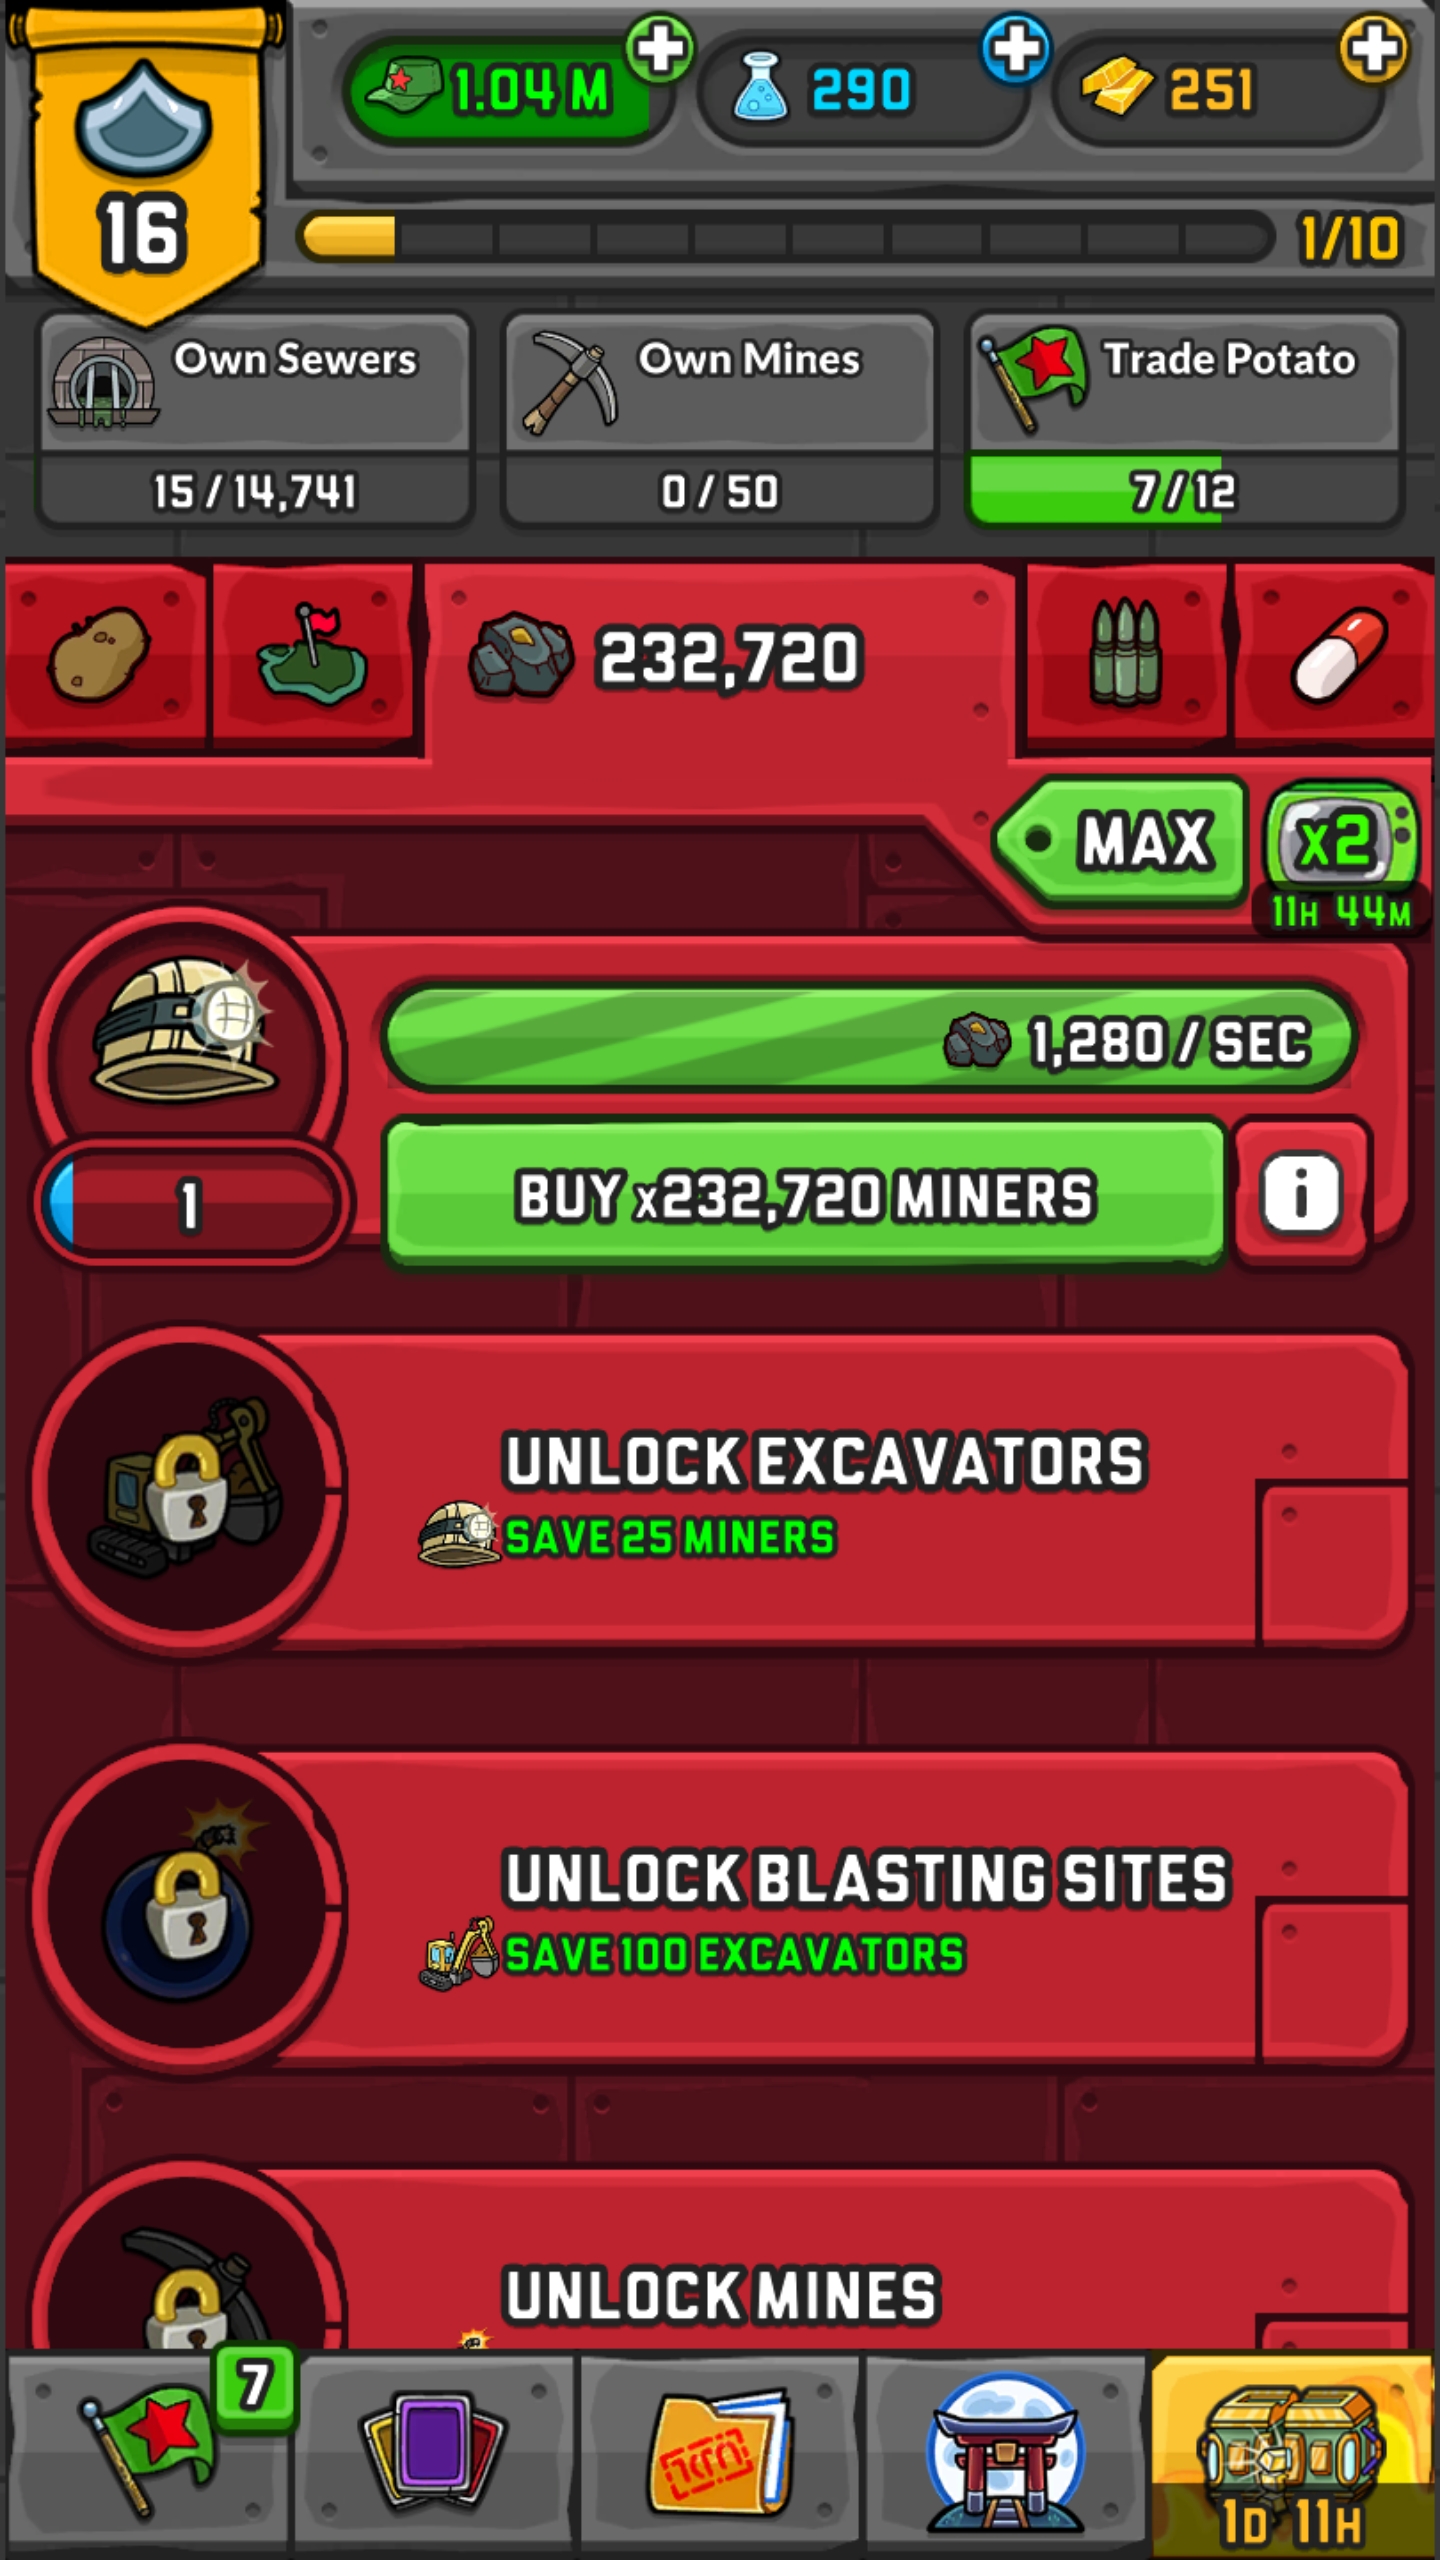 1.04 M
290
251
16
1/10
Own Sewers
15 / 14,741
Own Mines
0 / 50
Trade Potato
7 / 12
232,720
MAX
x2
11H 44M
1,280 / SEC
1
BUY x232,720 MINERS
i
UNLOCK EXCAVATORS
SAVE 25 MINERS
UNLOCK BLASTING SITES
SAVE 100 EXCAVATORS
UNLOCK MINES
7
1D 11H